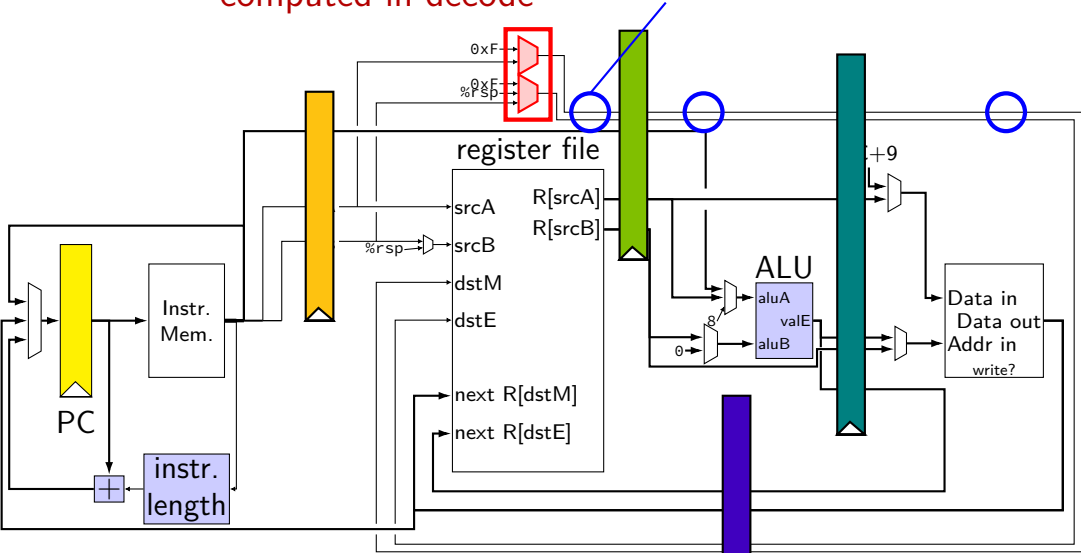 computed in decode
0xF
0xF
%rsp
register file
+9
R[srcA]
srcA
R[srcB]
%rsp
srcB
ALU
dstM
aluA
Instr.
Mem.
Data in
8
valE
Data out
dstE
0
aluB
Addr in
write?
next R[dstM]
PC
next R[dstE]
instr.
length
+